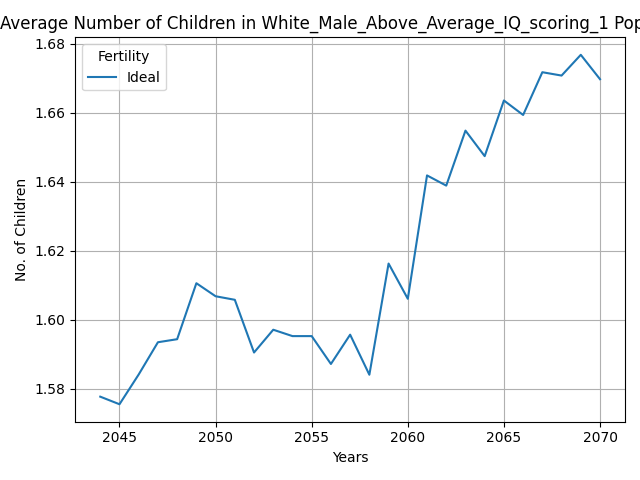 Average Number of Children in White_Male_Above_Average_IQ_scoring_1 Pop
Fertility
Ideal
No. of Children
1.68
1.66
1.64
1.62
1.60
1.58
2045 2050 2055 2060 2065 2070
Years